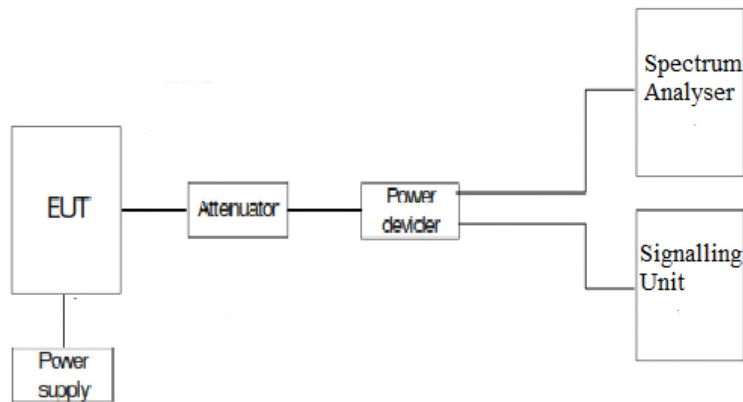 Spectrum
Analyser
EUT
Attenuator
Power
devider
Signalling
Unit
Power
supply